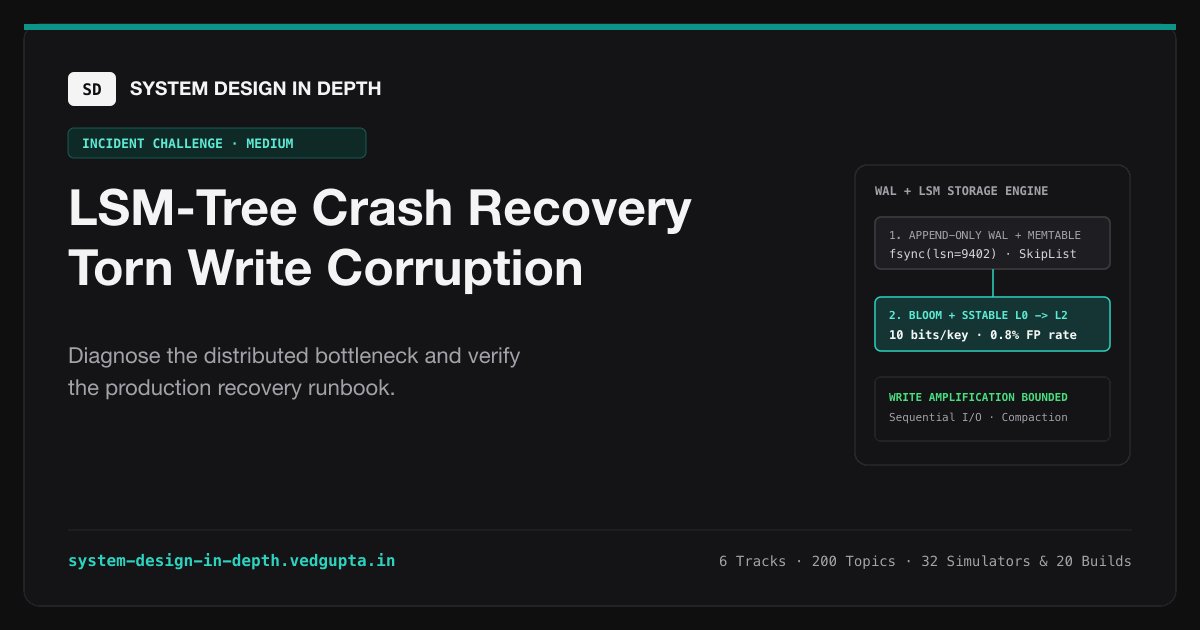 SD SYSTEM DESIGN IN DEPTH
INCIDENT CHALLENGE · MEDIUM
LSM-Tree Crash Recovery
Torn Write Corruption
Diagnose the distributed bottleneck and verify
the production recovery runbook.
WAL + LSM STORAGE ENGINE
1. APPEND-ONLY WAL + MEMTABLE
fsync(lsn=9402) · SkipList
2. BLOOM + SSTABLE L0 -> L2
10 bits/key · 0.8% FP rate
WRITE AMPLIFICATION BOUNDED
Sequential I/O · Compaction
system-design-in-depth.vedgupta.in
6 Tracks · 200 Topics · 32 Simulators & 20 Builds